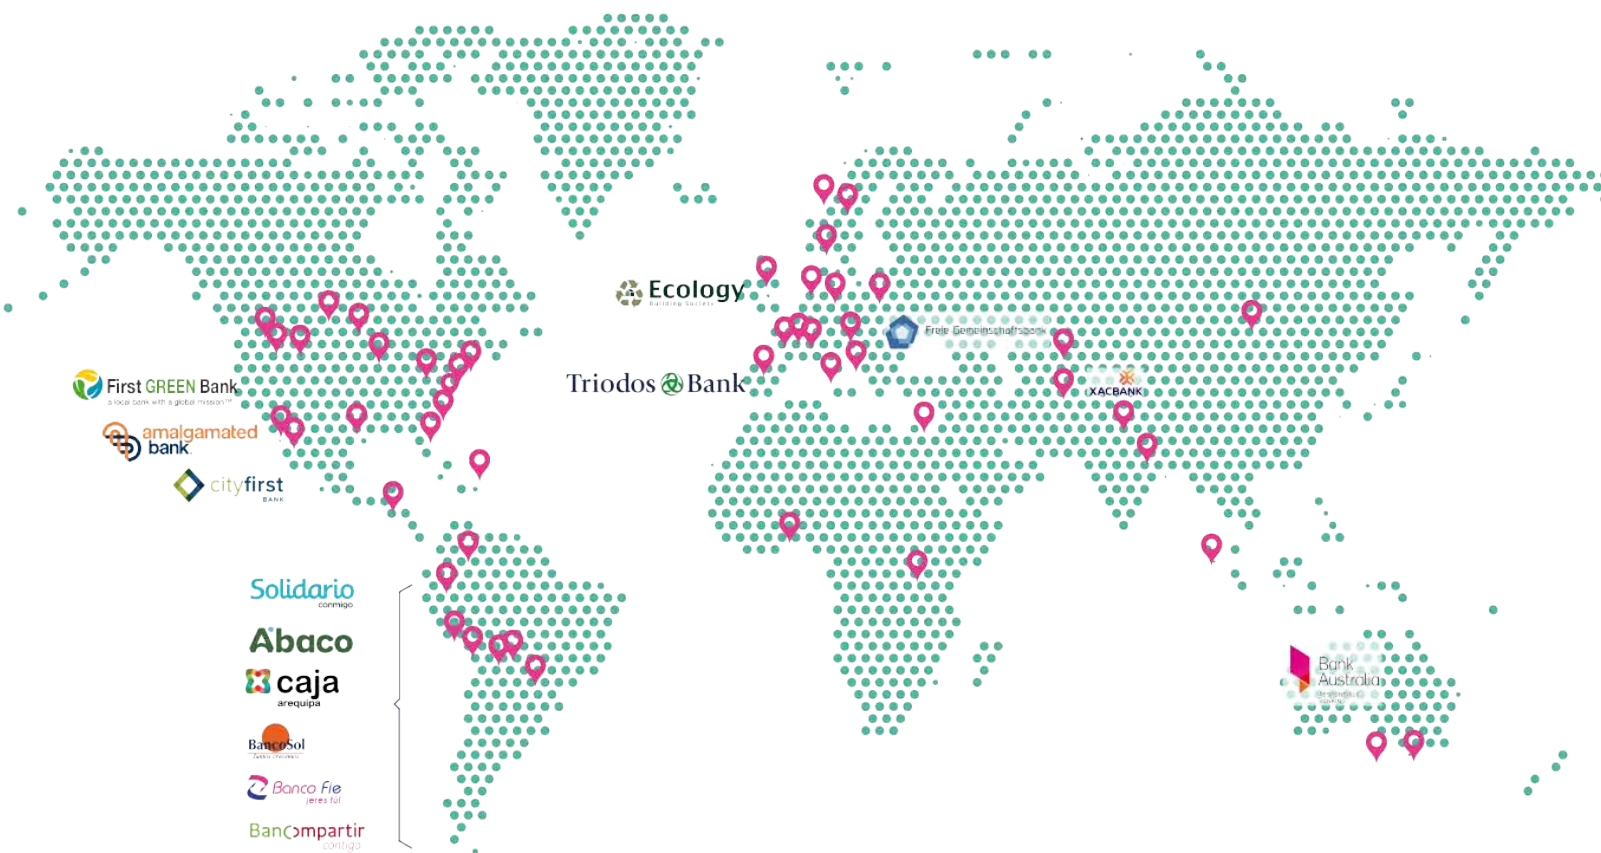 Ecology
Building Society
Freie Gemeinschaftsbank
First GREEN Bank
a local bank with a global mission™
Triodos Bank
XACBANK
amalgamated
bank
cityfirst
BANK
Solidario
conmigo
Abaco
caja
arequipa
Bank
Australia
BancoSol
Banco Fie
Bancompartir
contigo